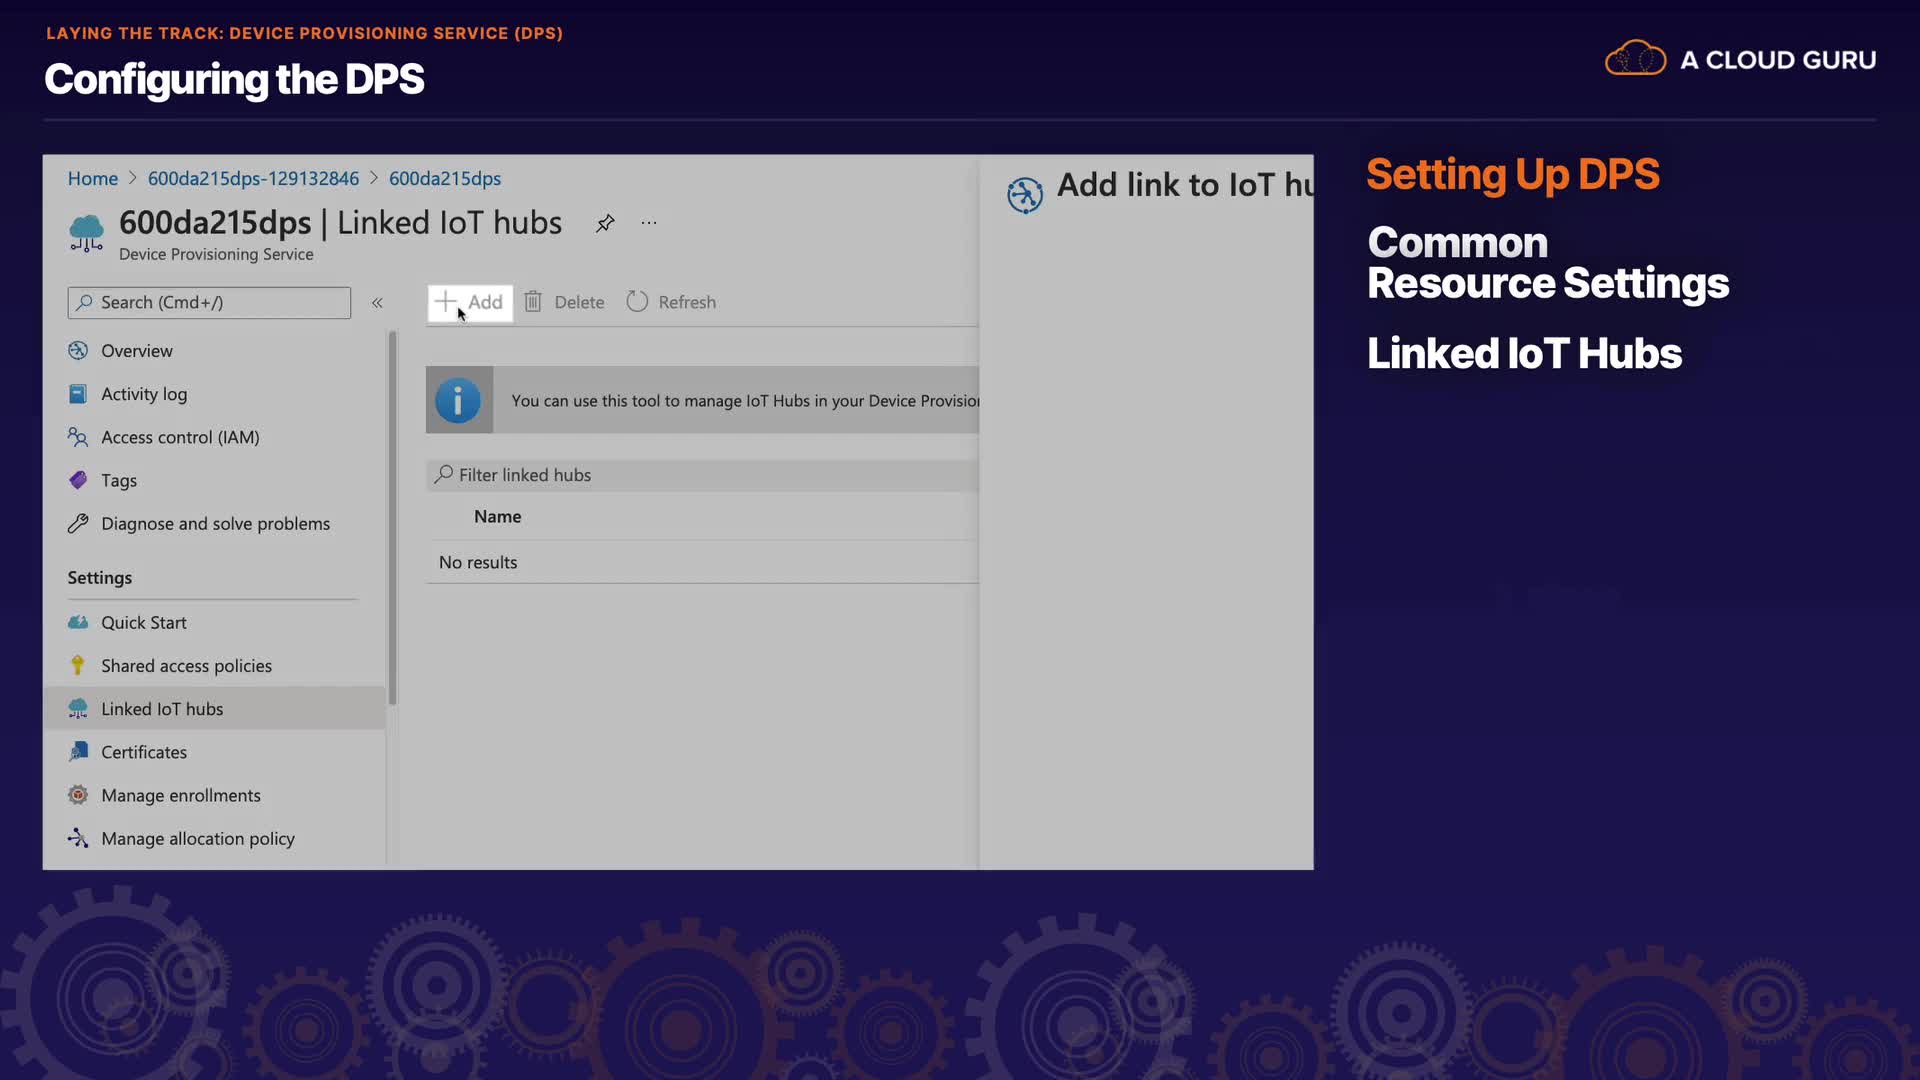 LAYING THE TRACK: DEVICE PROVISIONING SERVICE (DPS)
Configuring the DPS
A CLOUD GURU
Home > 600da215dps-129132846 > 600da215dps
600da215dps | Linked IoT hubs
Device Provisioning Service
Search (Cmd+/)
Overview
Activity log
Access control (IAM)
Tags
Diagnose and solve problems
Settings
Quick Start
Shared access policies
Linked IoT hubs
Certificates
Manage enrollments
Manage allocation policy
Add Delete Refresh
You can use this tool to manage IoT Hubs in your Device Provision
Filter linked hubs
Name
No results
Add link to IoT hu
Setting Up DPS
Common
Resource Settings
Linked IoT Hubs